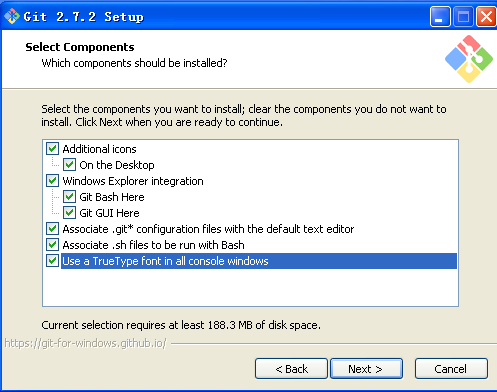 Git 2.7.2 Setup
Select Components
Which components should be installed?
Select the components you want to install; clear the components you do not want to
install. Click Next when you are ready to continue.
Additional icons
On the Desktop
Windows Explorer integration
Git Bash Here
Git GUI Here
Associate .git* configuration files with the default text editor
Associate .sh files to be run with Bash
Use a TrueType font in all console windows
Current selection requires at least 188.3 MB of disk space.
https://git-for-windows.github.io/
< Back
Next >
Cancel